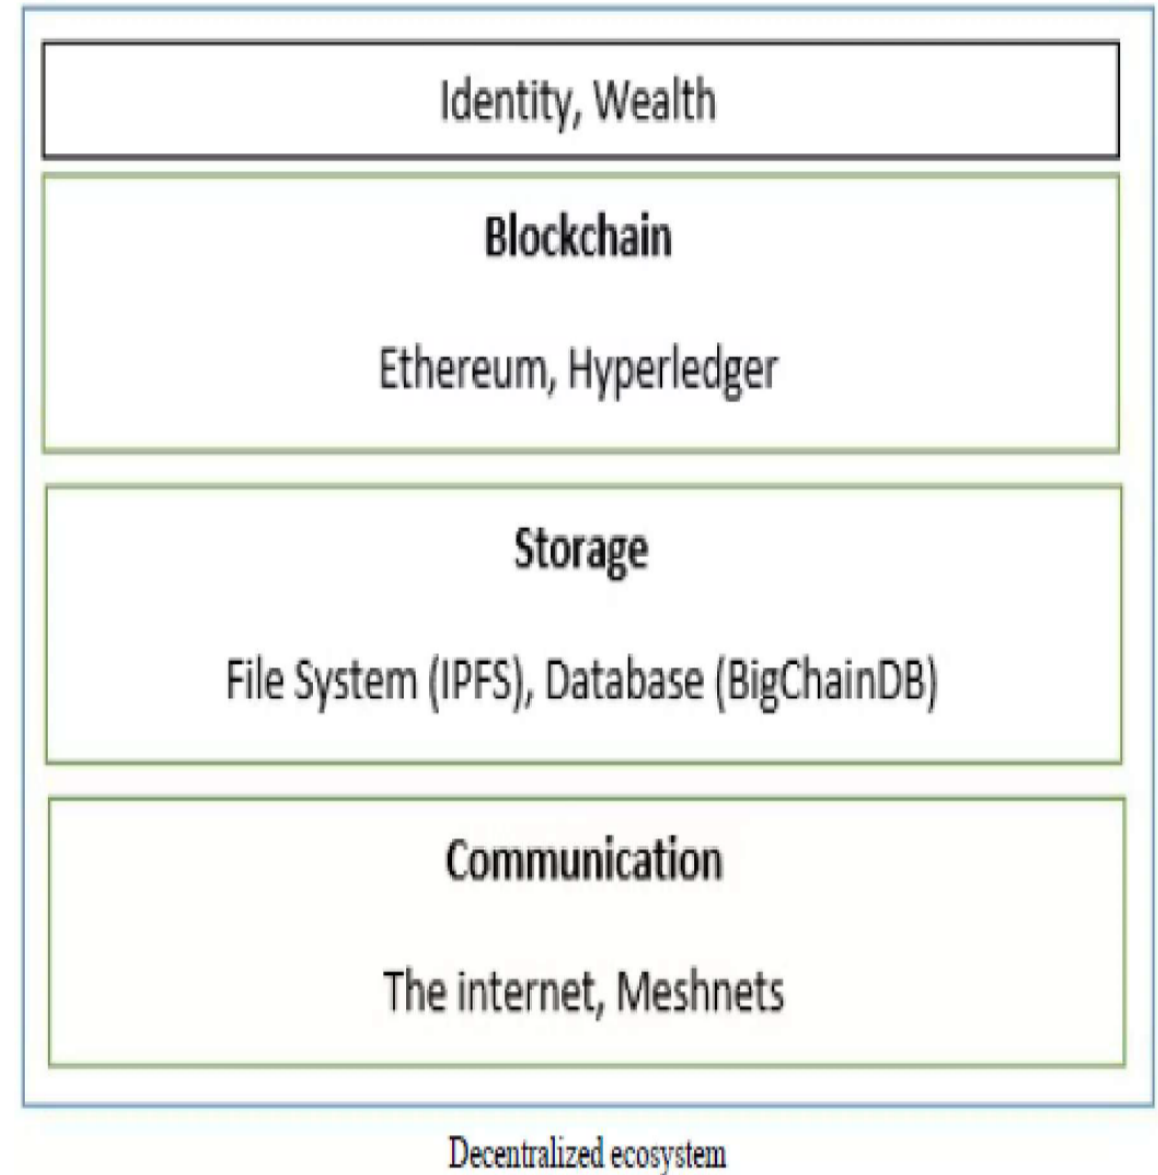 Identity, Wealth
Blockchain
Ethereum, Hyperledger
Storage
File System (IPFS), Database (BigChainDB)
Communication
The internet, Meshnets
Decentralized ecosystem